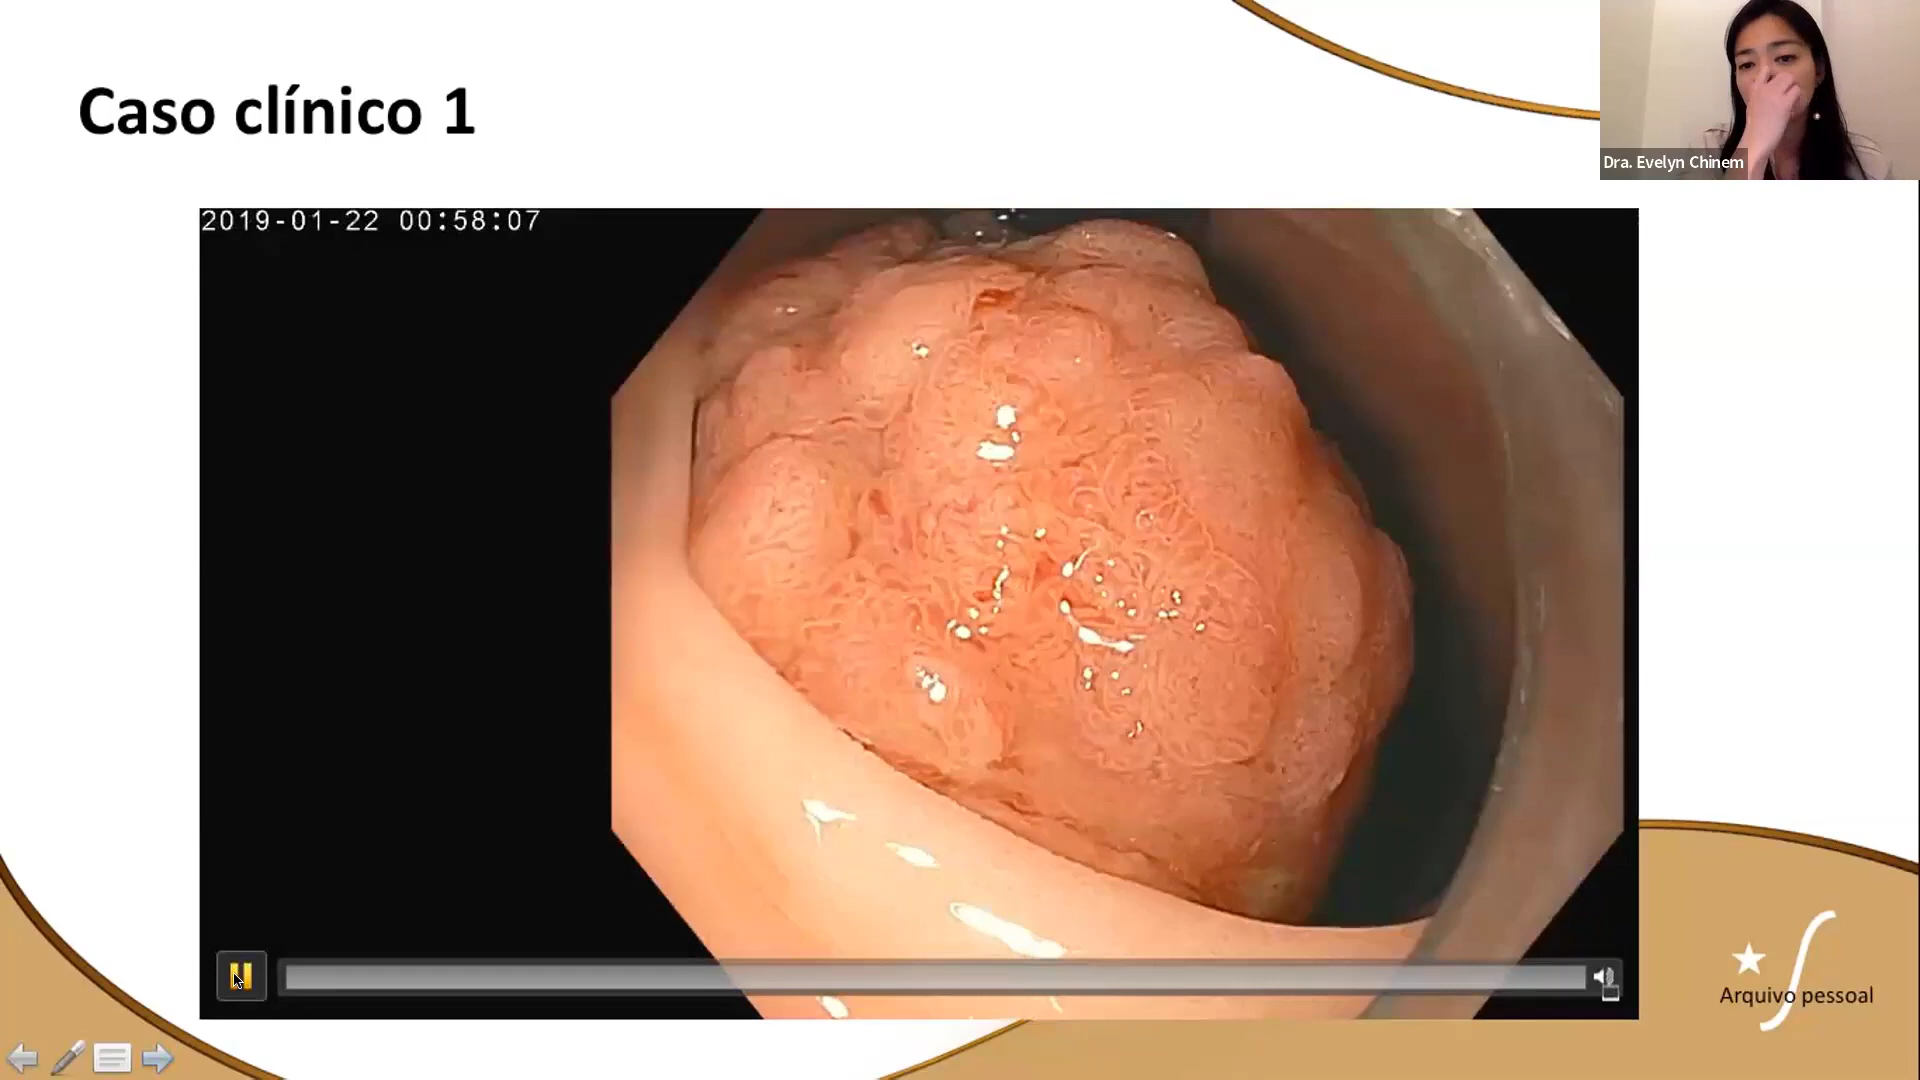 Caso clínico 1
Dra. Evelyn Chinem
2019-01-22 00:58:07
Arquivo pessoal